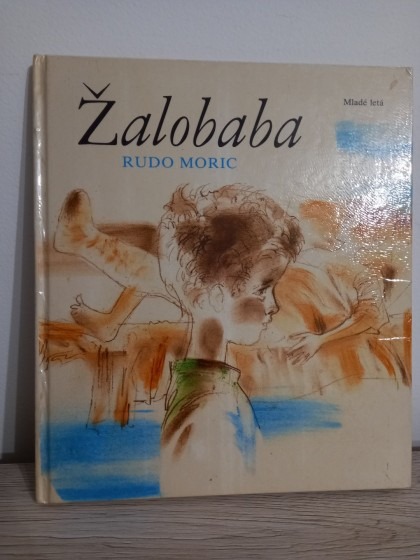 Mladé letá
Žalobaba
RUDO MORIC